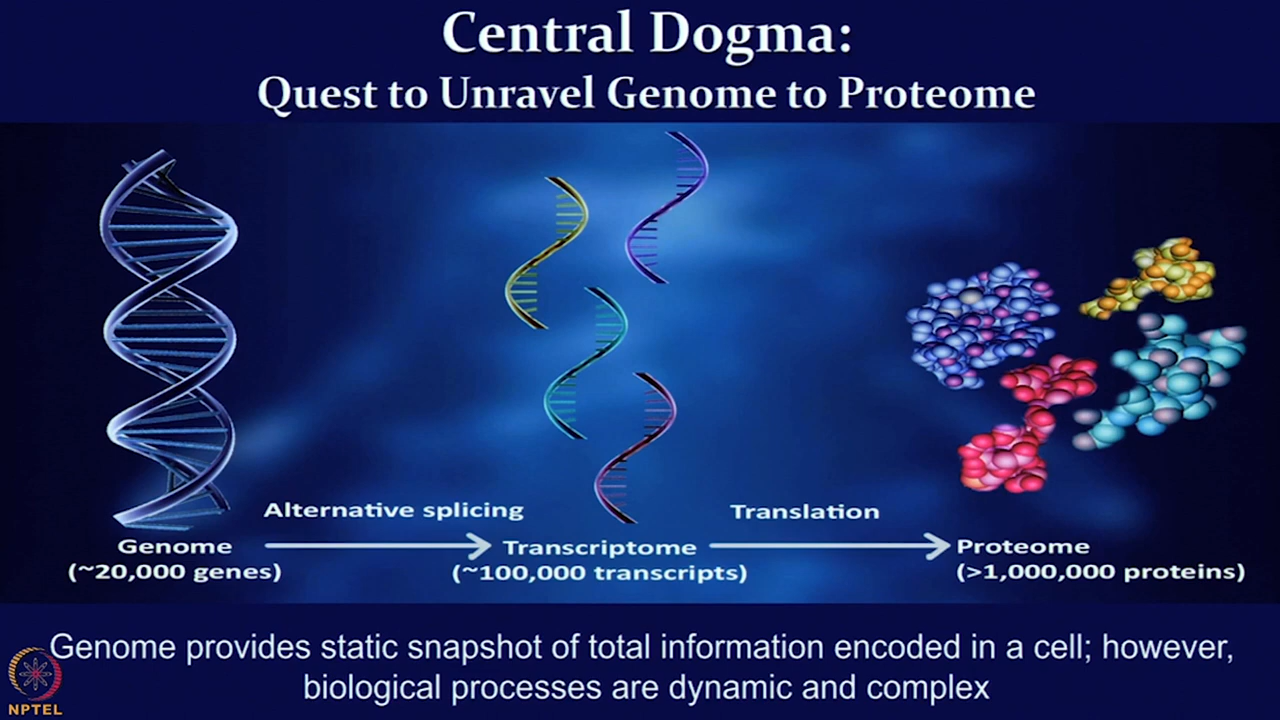 Central Dogma:
Quest to Unravel Genome to Proteome
Alternative splicing
Translation
Genome
Transcriptome
Proteome
(~20,000 genes)
(~100,000 transcripts)
(>1,000,000 proteins)
Genome provides static snapshot of total information encoded in a cell; however,
biological processes are dynamic and complex
NPTEL